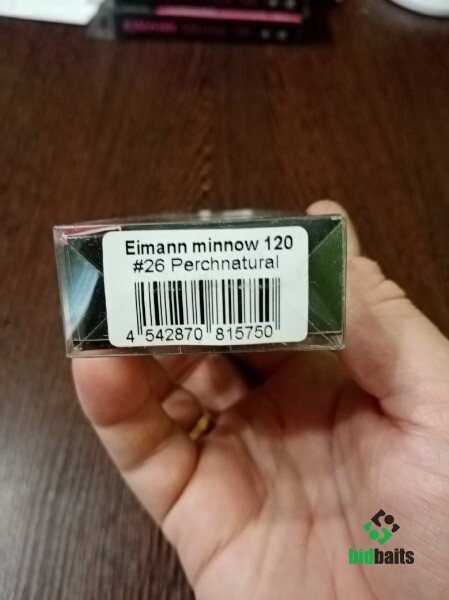 Eimann minnow 120
#26 Perchnatural
4 542870 815750
bidbaits